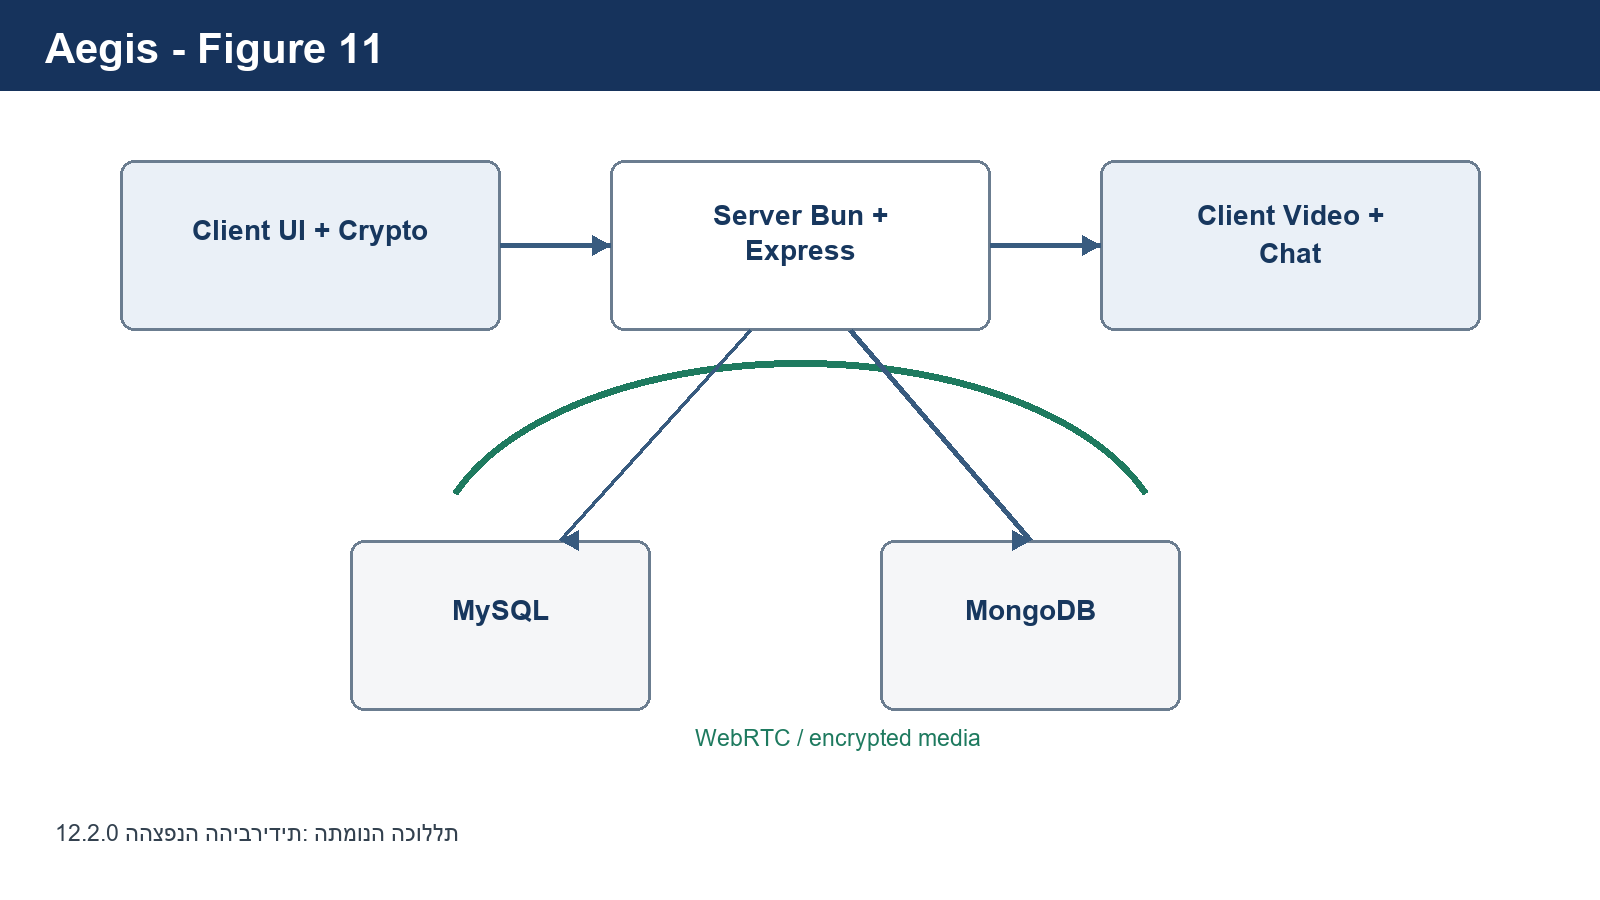 Aegis - Figure 11
Client UI + Crypto
Server Bun +
Express
Client Video +
Chat
MySQL
MongoDB
WebRTC / encrypted media
12.2.0 ההצפנה ההיברידית: התמונה הכוללת